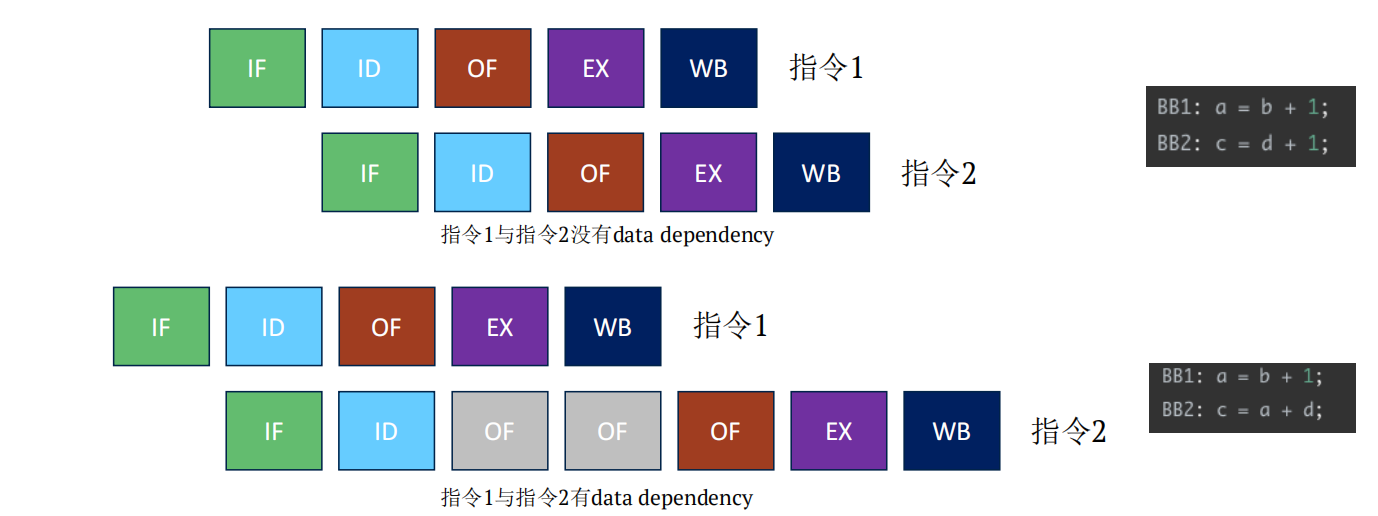 IF ID OF EX WB 指令1
BB1: a = b + 1;
BB2: c = d + 1;
IF ID OF EX WB 指令2
指令1与指令2没有data dependency
IF ID OF EX WB 指令1
BB1: a = b + 1;
BB2: c = a + d;
IF ID OF OF OF EX WB 指令2
指令1与指令2有data dependency